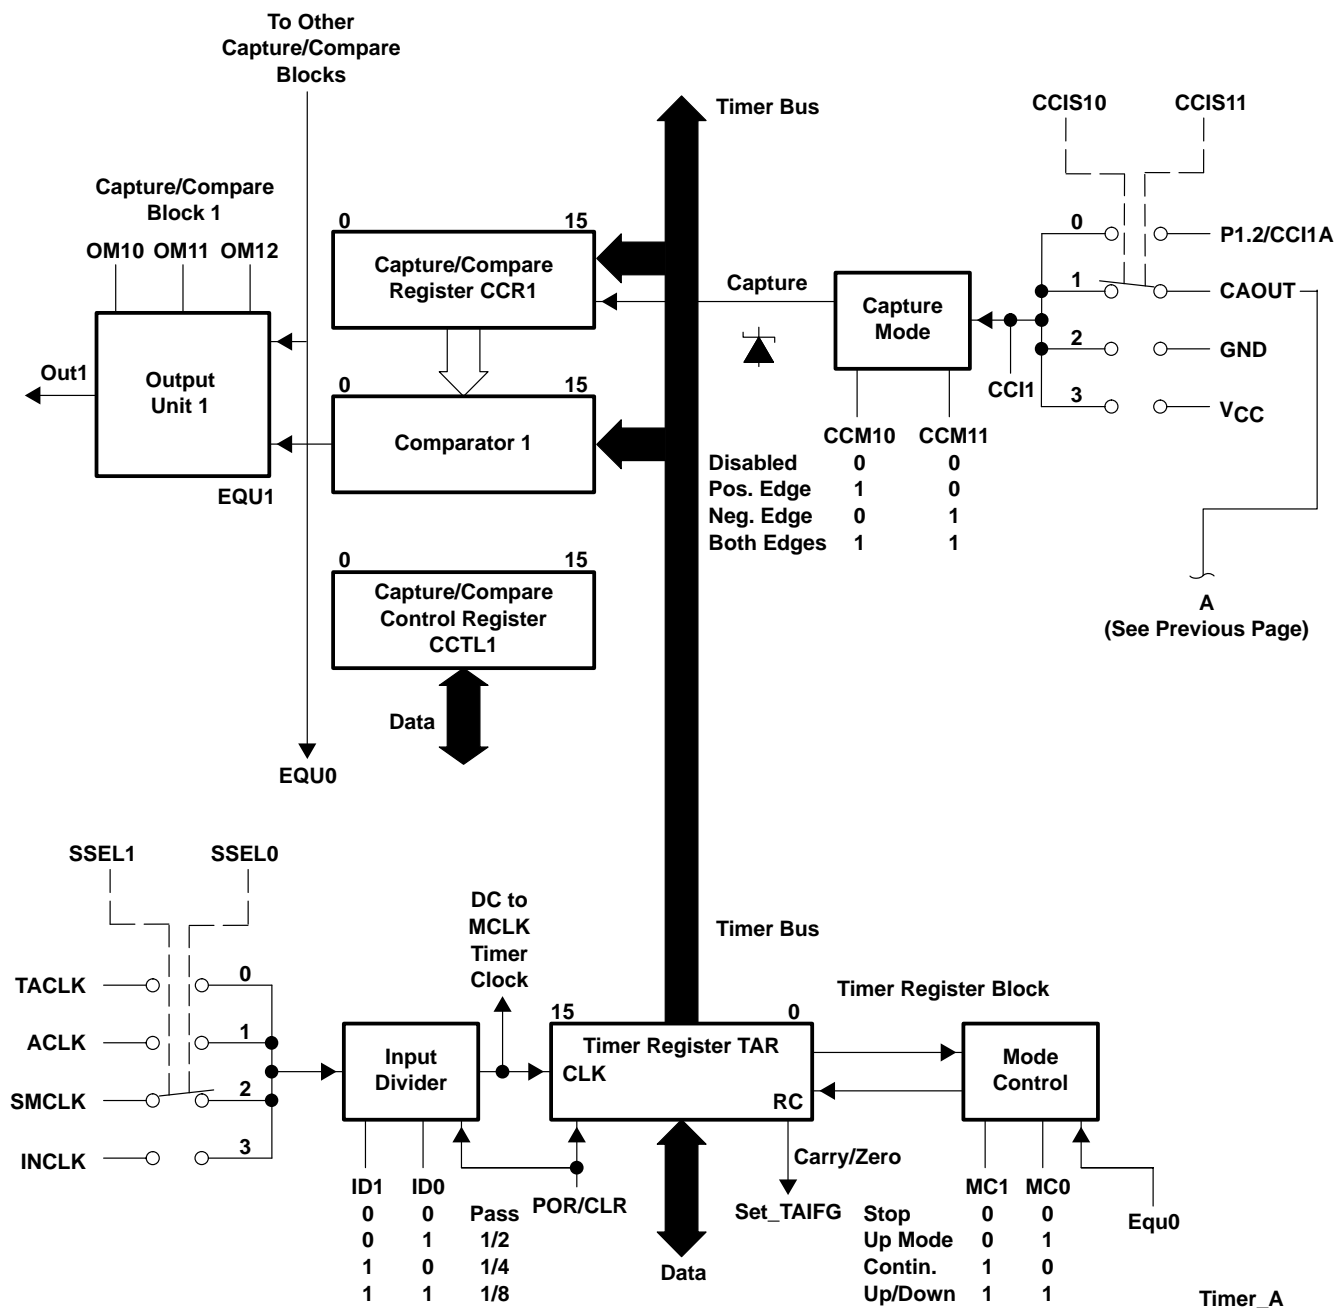 To Other
Capture/Compare
Blocks
Timer Bus
CCIS10 CCIS11
Capture/Compare
Block 1
OM10 OM11 OM12
0 15
Capture/Compare
Register CCR1
Capture
Capture
Mode
0 P1.2/CCI1A
1 CAOUT
2 GND
3 VCC
CCI1
Out1
Output
Unit 1
EQU1
0 15
Comparator 1
CCM10 CCM11
Disabled 0 0
Pos. Edge 1 0
Neg. Edge 0 1
Both Edges 1 1
0 15
Capture/Compare
Control Register
CCTL1
Data
EQU0
A
(See Previous Page)
SSEL1 SSEL0
TACLK 0
ACLK 1
SMCLK 2
INCLK 3
DC to
MCLK
Timer
Clock
Timer Bus
Timer Register Block
Input
Divider
15 0
Timer Register TAR
CLK
RC
Mode
Control
POR/CLR
Carry/Zero
Set_TAIFG
Data
Equ0
ID1 ID0
0 0 Pass
0 1 1/2
1 0 1/4
1 1 1/8
MC1 MC0
Stop 0 0
Up Mode 0 1
Contin. 1 0
Up/Down 1 1
Timer_A